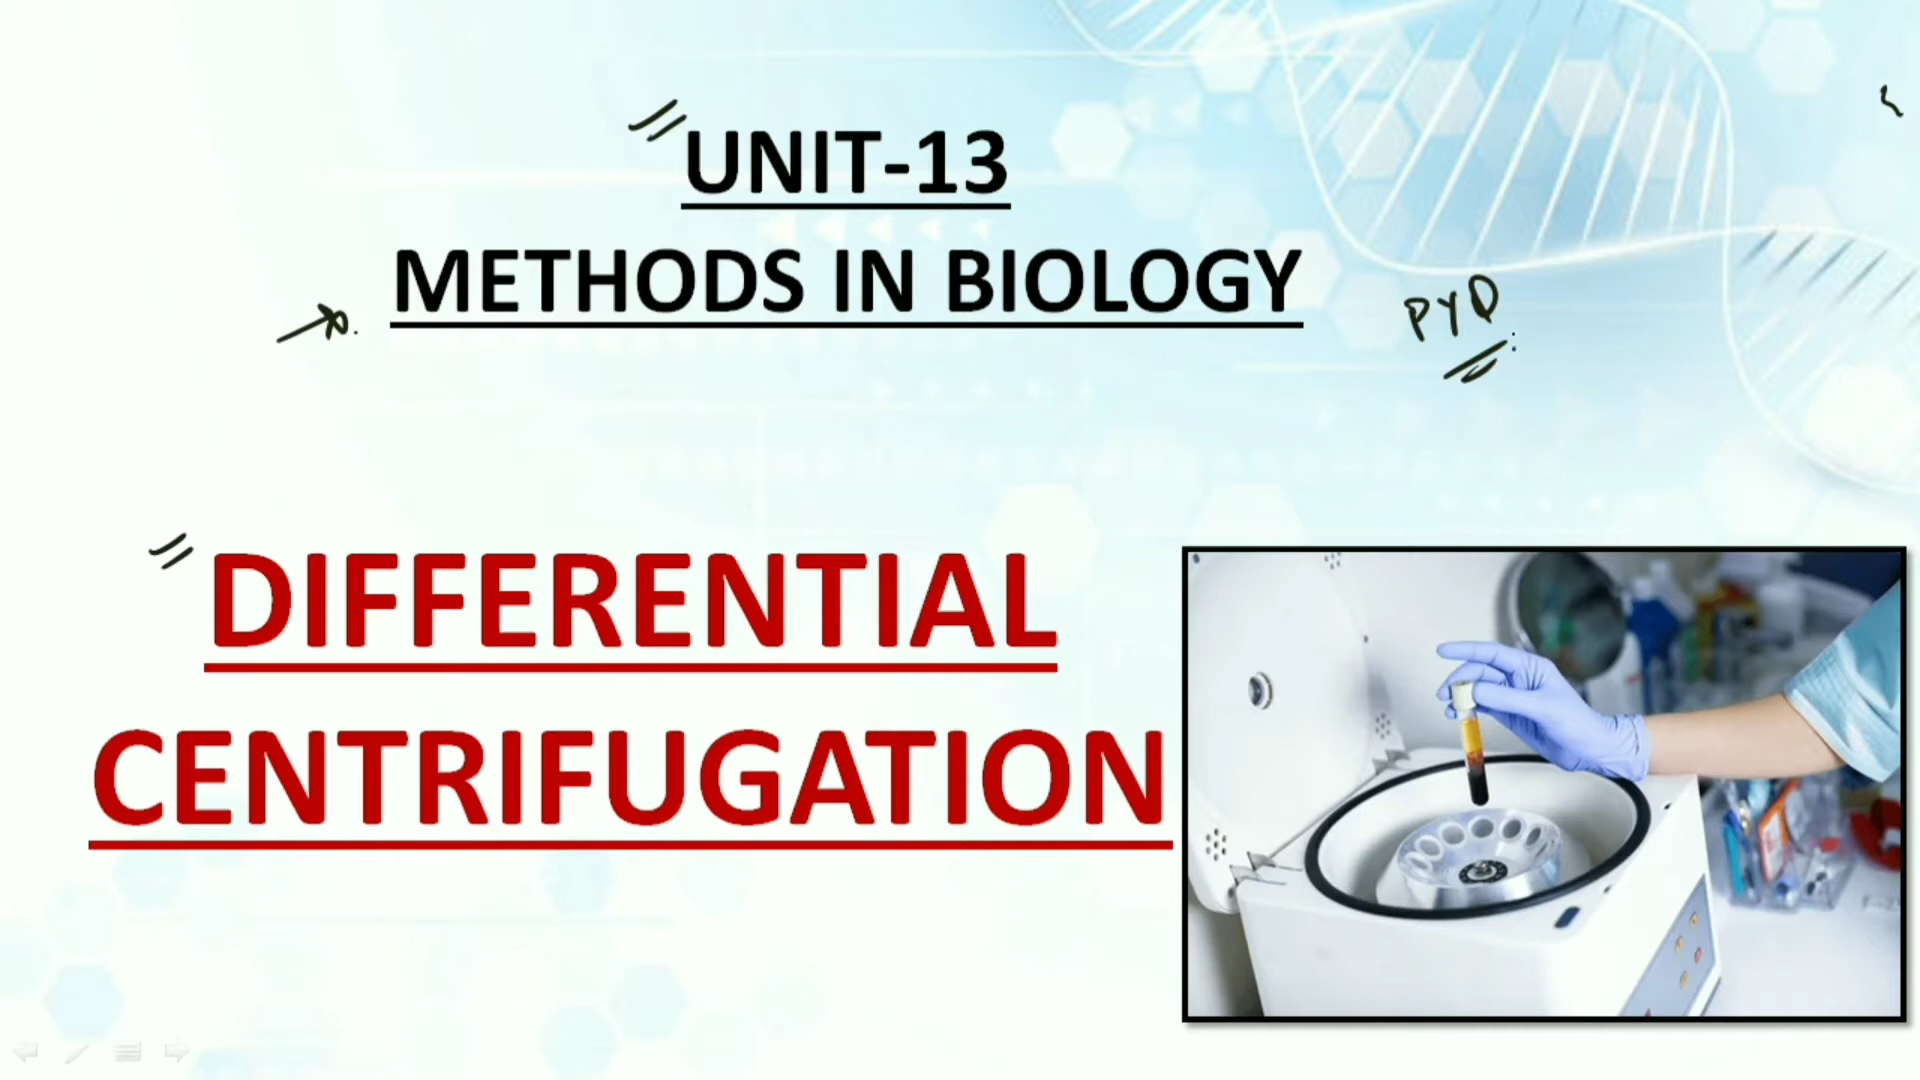 UNIT-13
METHODS IN BIOLOGY
PYQ
DIFFERENTIAL
CENTRIFUGATION